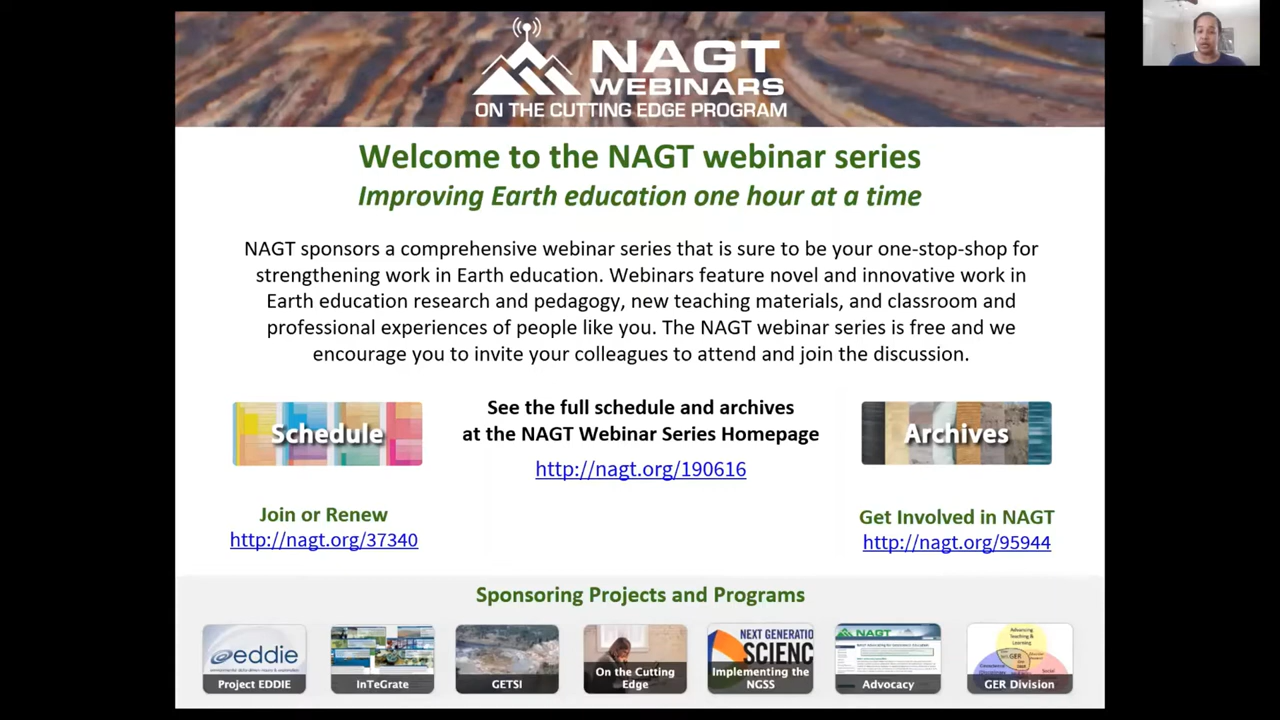 NAGT
WEBINARS
ON THE CUTTING EDGE PROGRAM
Welcome to the NAGT webinar series
Improving Earth education one hour at a time
NAGT sponsors a comprehensive webinar series that is sure to be your one-stop-shop for
strengthening work in Earth education. Webinars feature novel and innovative work in
Earth education research and pedagogy, new teaching materials, and classroom and
professional experiences of people like you. The NAGT webinar series is free and we
encourage you to invite your colleagues to attend and join the discussion.
Schedule
See the full schedule and archives
at the NAGT Webinar Series Homepage
http://nagt.org/190616
Archives
Join or Renew
http://nagt.org/37340
Get Involved in NAGT
http://nagt.org/95944
Sponsoring Projects and Programs
eddie
Project EDDIE
InTeGrate
GETSI
On the Cutting
Edge
NEXT GENERATIO
SCIENC
Implementing the
NGSS
NAGT
Advocacy
Advancing
Teaching &
Learning
GER
Social
GER Division